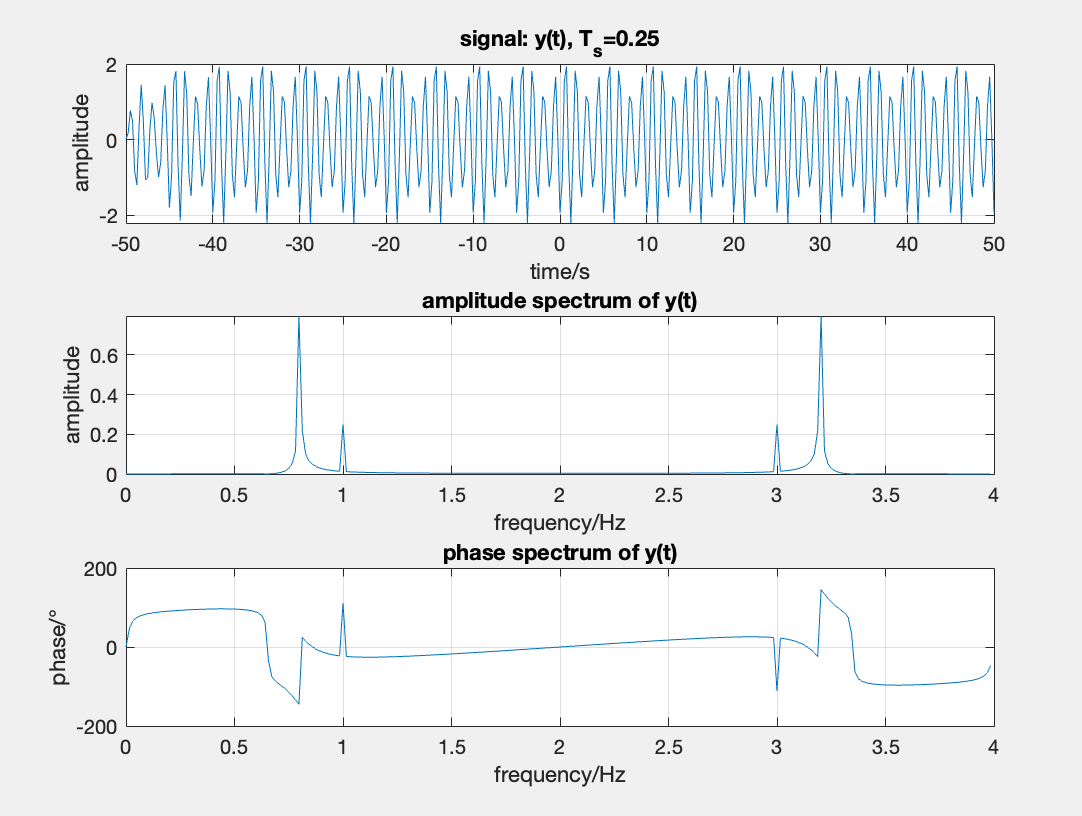 signal: y(t), Tₛ=0.25
amplitude
2
0
-2
-50 -40 -30 -20 -10 0 10 20 30 40 50
time/s
amplitude spectrum of y(t)
amplitude
0.6
0.4
0.2
0
0 0.5 1 1.5 2 2.5 3 3.5 4
frequency/Hz
phase spectrum of y(t)
phase/°
200
0
-200
0 0.5 1 1.5 2 2.5 3 3.5 4
frequency/Hz